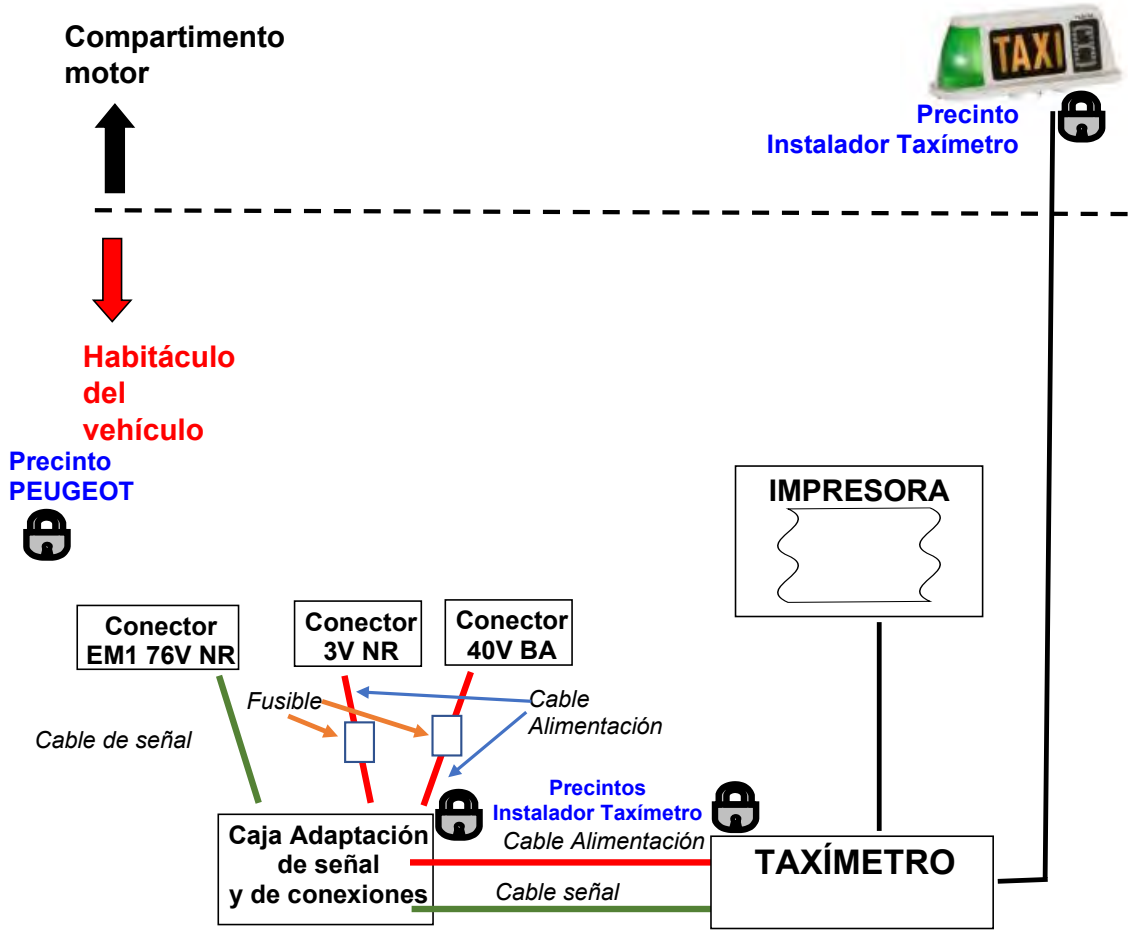 Compartimento
motor
TAXI
Precinto
Instalador Taxímetro
Habitáculo
del
vehículo
Precinto
PEUGEOT
IMPRESORA
Conector
EM1 76V NR
Conector
3V NR
Conector
40V BA
Fusible
Cable
Alimentación
Cable de señal
Precintos
Instalador Taxímetro
Cable Alimentación
Caja Adaptación
de señal
y de conexiones
Cable señal
TAXÍMETRO